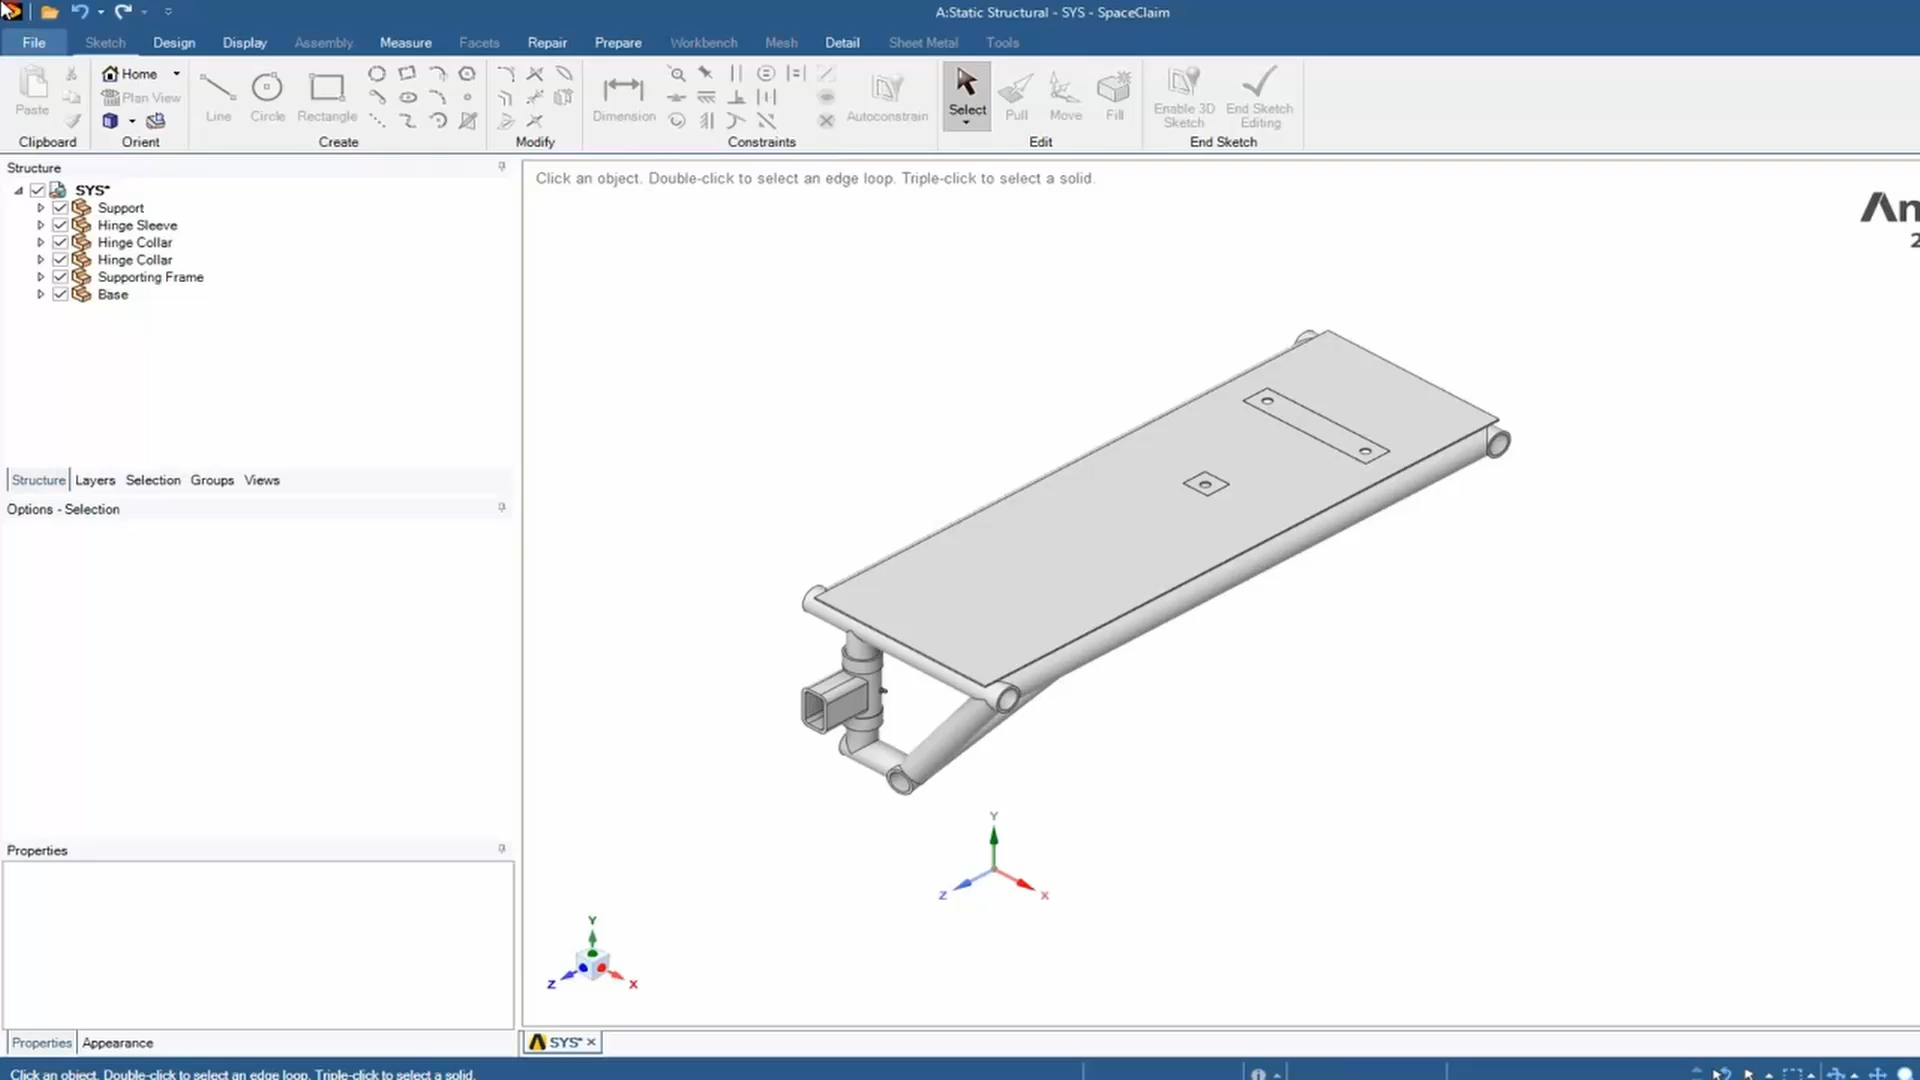 A:Static Structural - SYS - SpaceClaim
File Sketch Design Display Assembly Measure Facets Repair Prepare Workbench Mesh Detail Sheet Metal Tools
Paste
Home
Plan View
Line Circle Rectangle
Dimension
Autoconstrain
Select Pull Move Fill
Enable 3D Sketch
End Sketch Editing
Clipboard Orient Create Modify Constraints Edit End Sketch
Structure
SYS*
Support
Hinge Sleeve
Hinge Collar
Hinge Collar
Supporting Frame
Base
Structure Layers Selection Groups Views
Options - Selection
Properties
Properties Appearance
Click an object. Double-click to select an edge loop. Triple-click to select a solid.
An
2
Y
Z X
Y
Z X
SYS* ×
Click an object. Double-click to select an edge loop. Triple-click to select a solid.